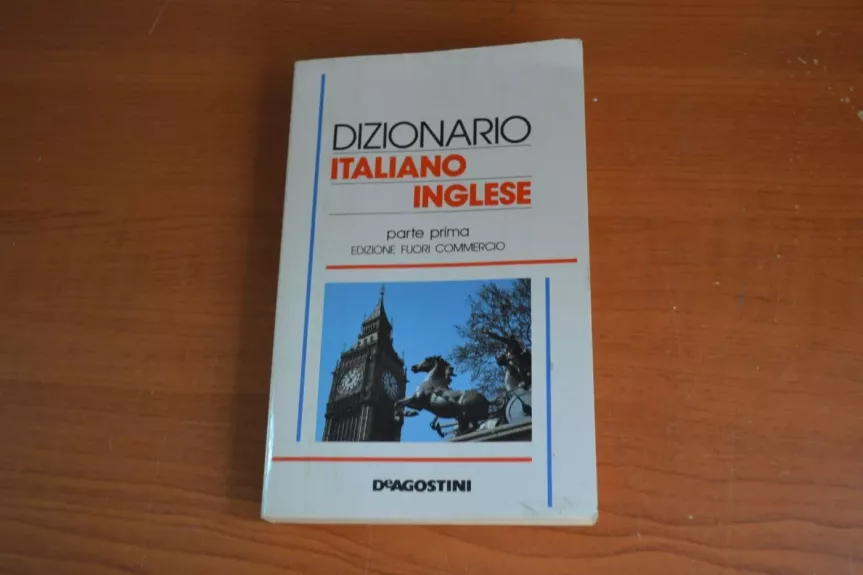 DIZIONARIO
ITALIANO
INGLESE
parte prima
EDIZIONE FUORI COMMERCIO
DeAGOSTINI